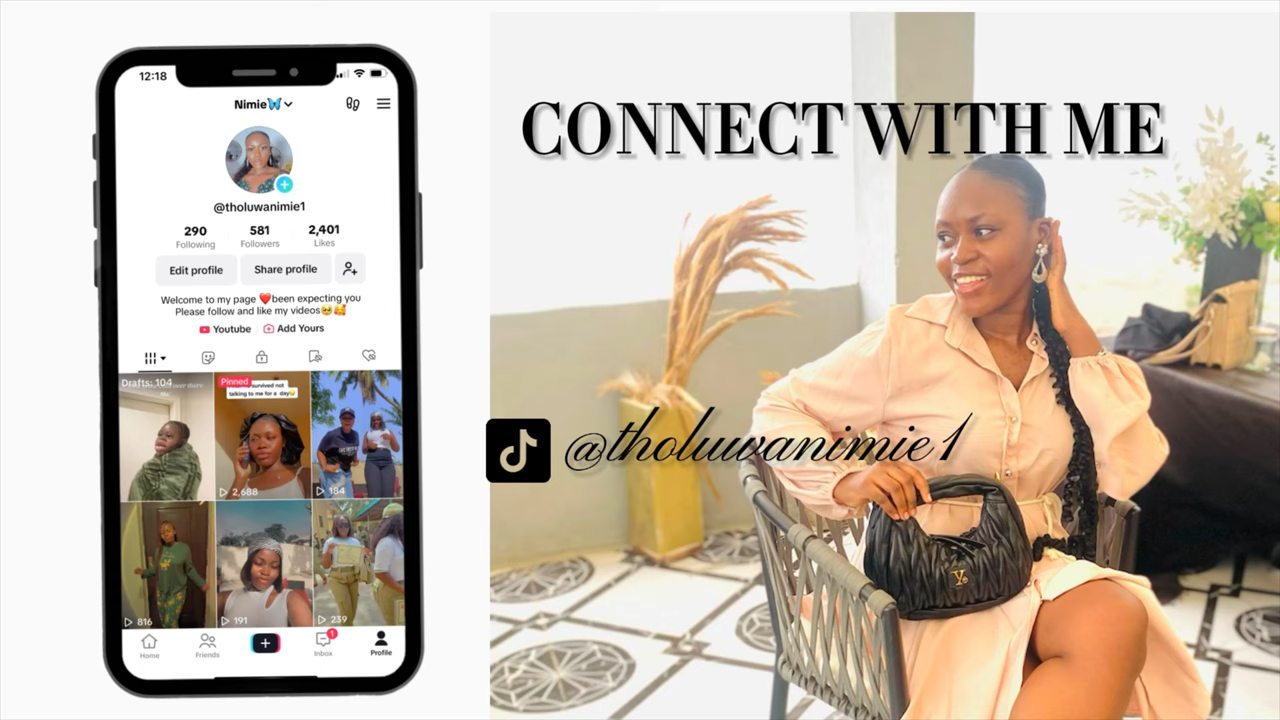 12:18
Nimie🦋
@tholuwanimie1
290 581 2,401
Following Followers Likes
Edit profile Share profile
Welcome to my page ❤️been expecting you
Please follow and like my videos🥹🥰
Youtube Add Yours
Drafts: 104
Pinned
survived not
talking to me for a day
2,688
184
816
191
239
Home Friends Inbox Profile
1
CONNECT WITH ME
@tholuwanimie1